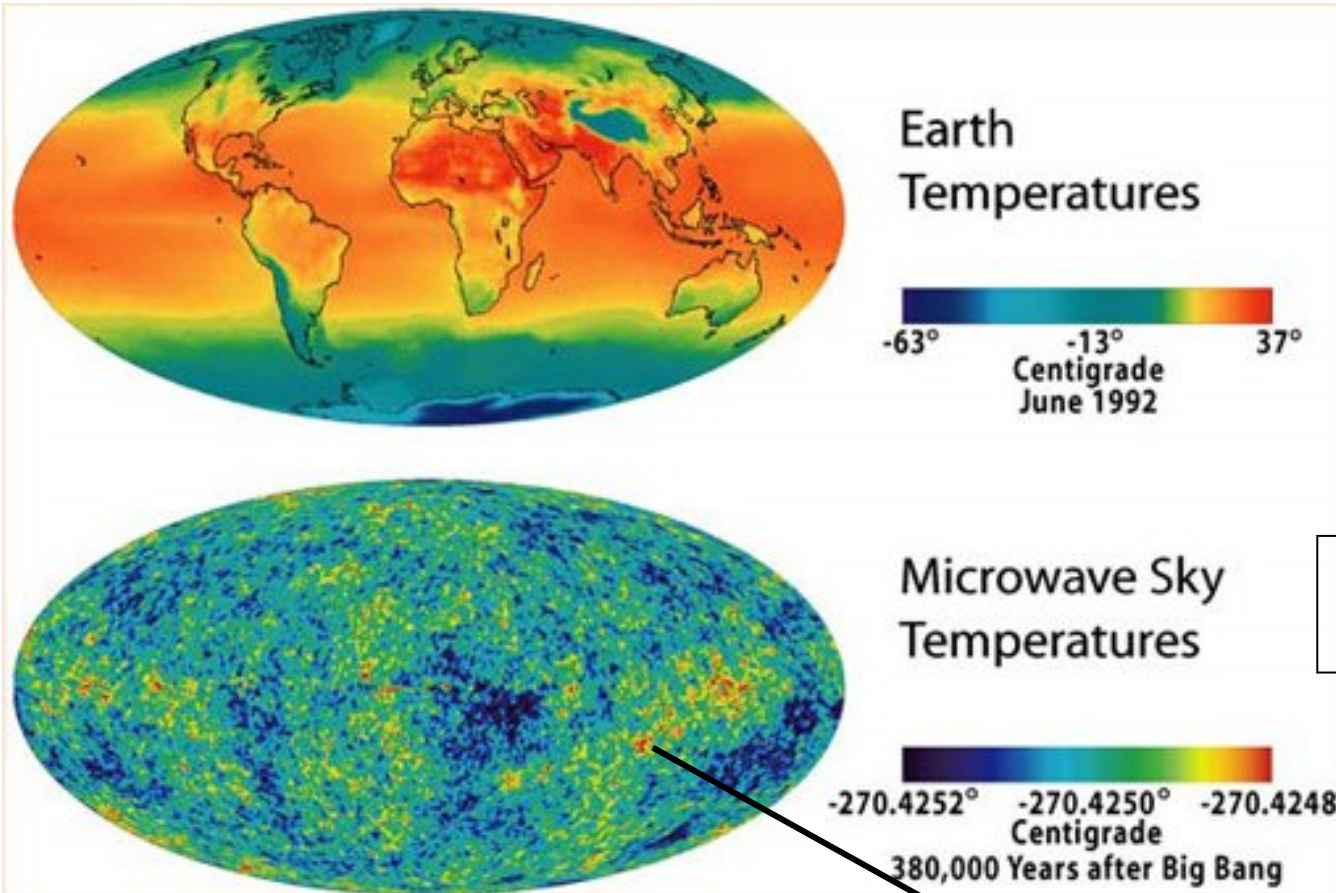 Earth
Temperatures
-63° -13° 37°
Centigrade
June 1992
Microwave Sky
Temperatures
-270.4252° -270.4250° -270.4248
Centigrade
380,000 Years after Big Bang